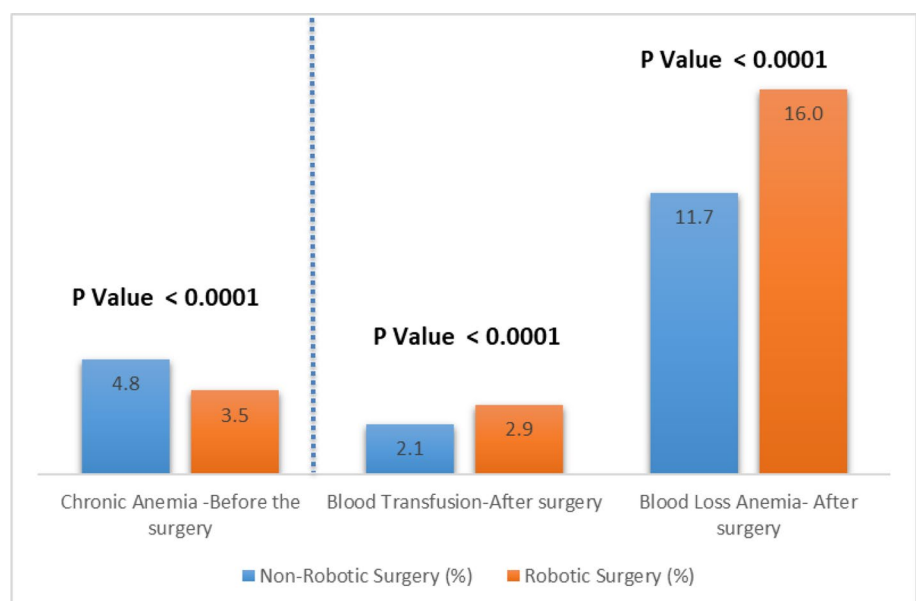 P Value < 0.0001
P Value < 0.0001
P Value < 0.0001
4.8
3.5
2.1
2.9
11.7
16.0
Chronic Anemia -Before the
surgery
Blood Transfusion-After surgery
Blood Loss Anemia- After
surgery
Non-Robotic Surgery (%)
Robotic Surgery (%)